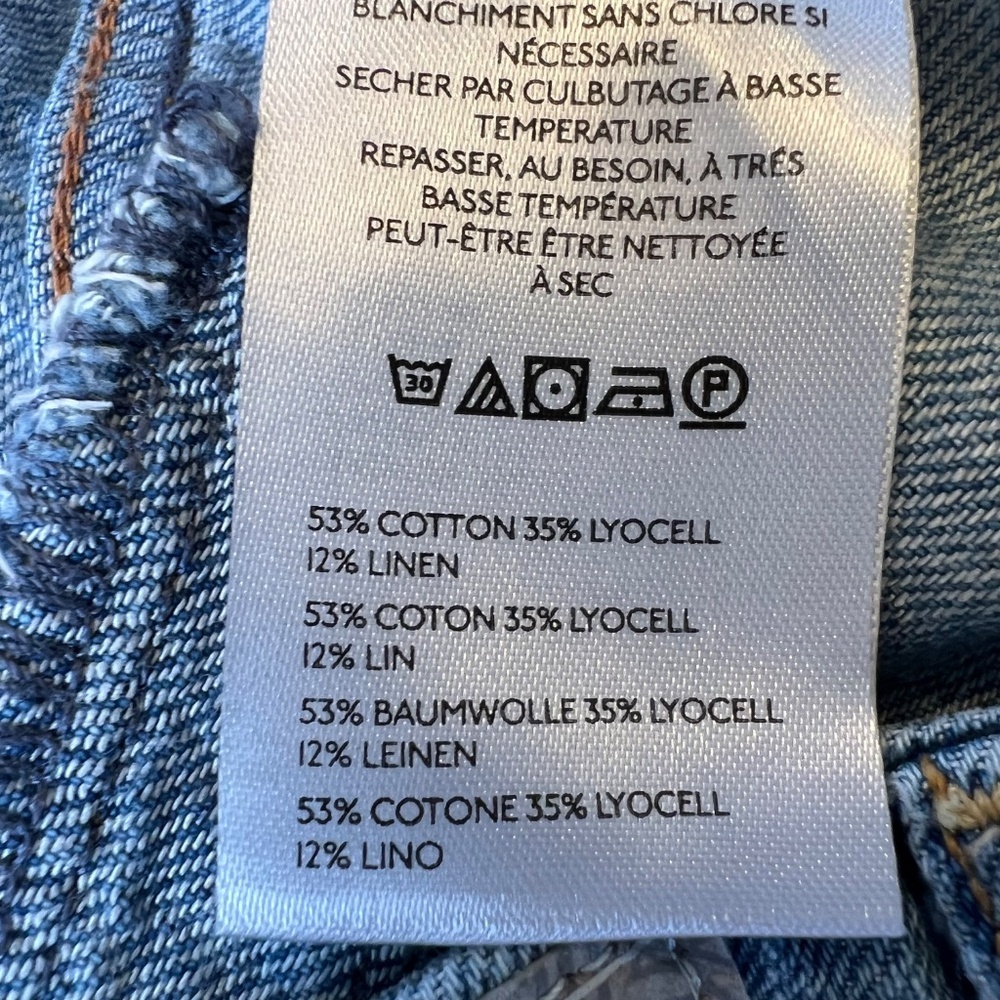 BLANCHIMENT SANS CHLORE SI
NÉCESSAIRE
SECHER PAR CULBUTAGE À BASSE
TEMPERATURE
REPASSER, AU BESOIN, À TRÉS
BASSE TEMPÉRATURE
PEUT-ÊTRE ÊTRE NETTOYÉE
À SEC
30 P
53% COTTON 35% LYOCELL
12% LINEN
53% COTON 35% LYOCELL
12% LIN
53% BAUMWOLLE 35% LYOCELL
12% LEINEN
53% COTONE 35% LYOCELL
12% LINO